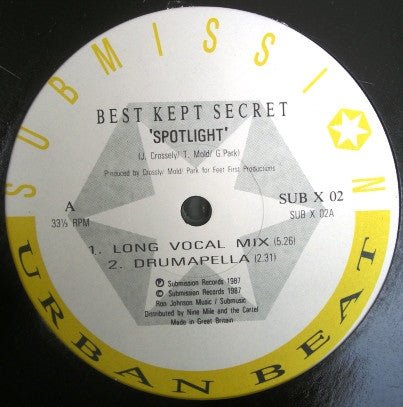 SUBMISSION
BEST KEPT SECRET
'SPOTLIGHT'
(J. Crossely/ T. Mold/ G Park)
Produced by Crossly/ Mold/ Park for Feet First Productions
A
33⅓ RPM
SUB X 02
SUB X 02A
1. LONG VOCAL MIX (5.26)
2. DRUMAPELLA (2.31)
Ⓟ Submission Records 1987
© Submission Records 1987
Ron Johnson Music / Submusic
Distributed by Nine Mile and the Cartel
Made in Great Britain
URBAN BEAT